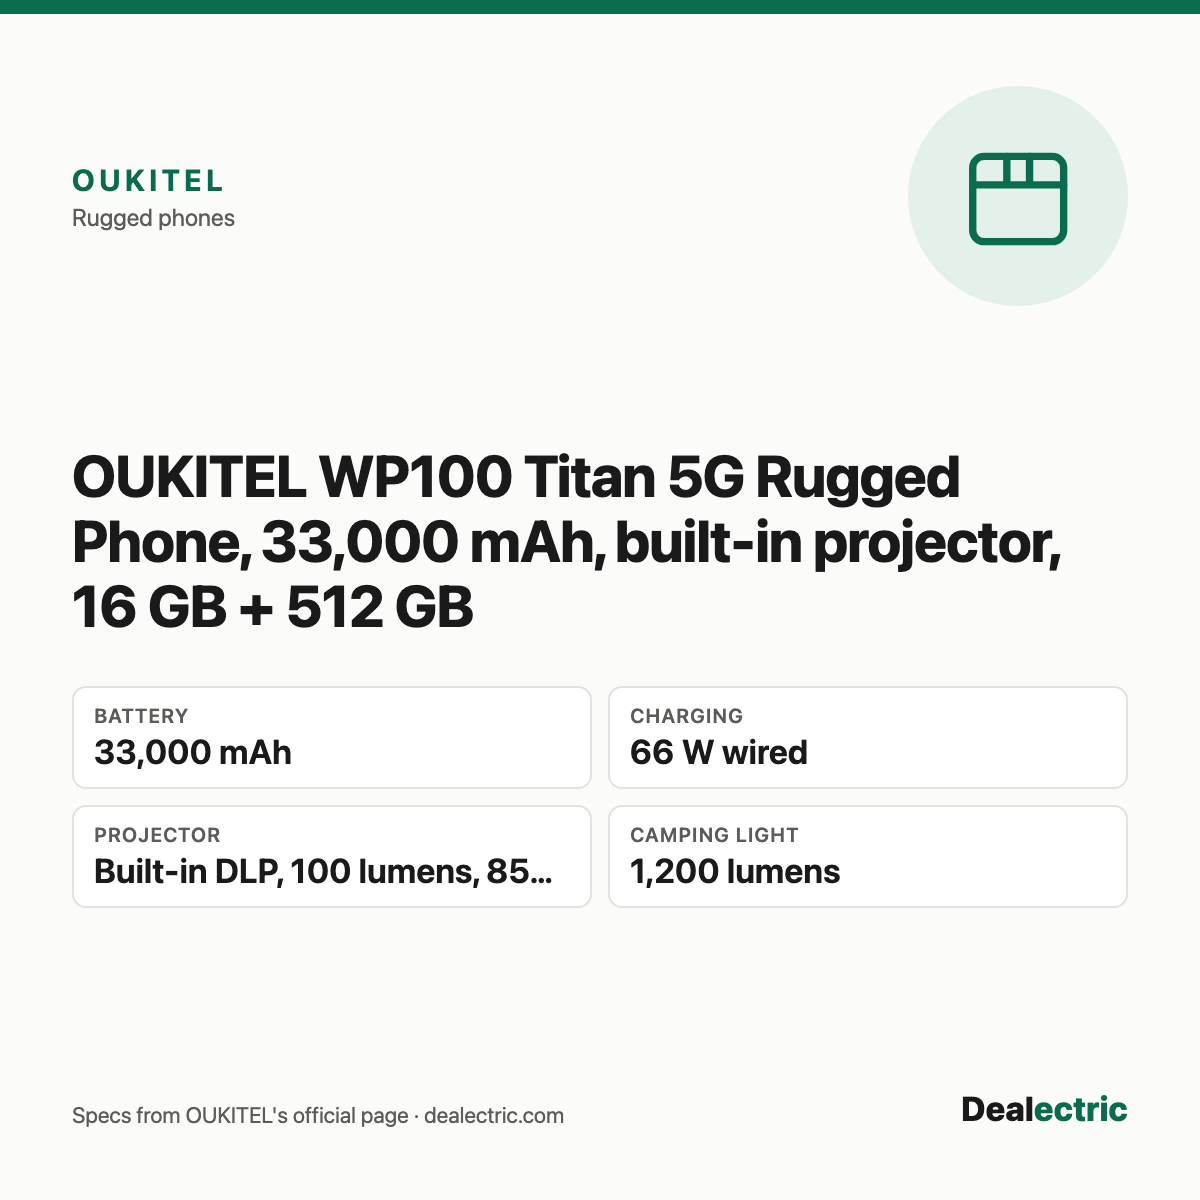 OUKITEL
Rugged phones
OUKITEL WP100 Titan 5G Rugged
Phone, 33,000 mAh, built-in projector,
16 GB + 512 GB
BATTERY
33,000 mAh
CHARGING
66 W wired
PROJECTOR
Built-in DLP, 100 lumens, 85...
CAMPING LIGHT
1,200 lumens
Specs from OUKITEL's official page · dealectric.com
Dealectric